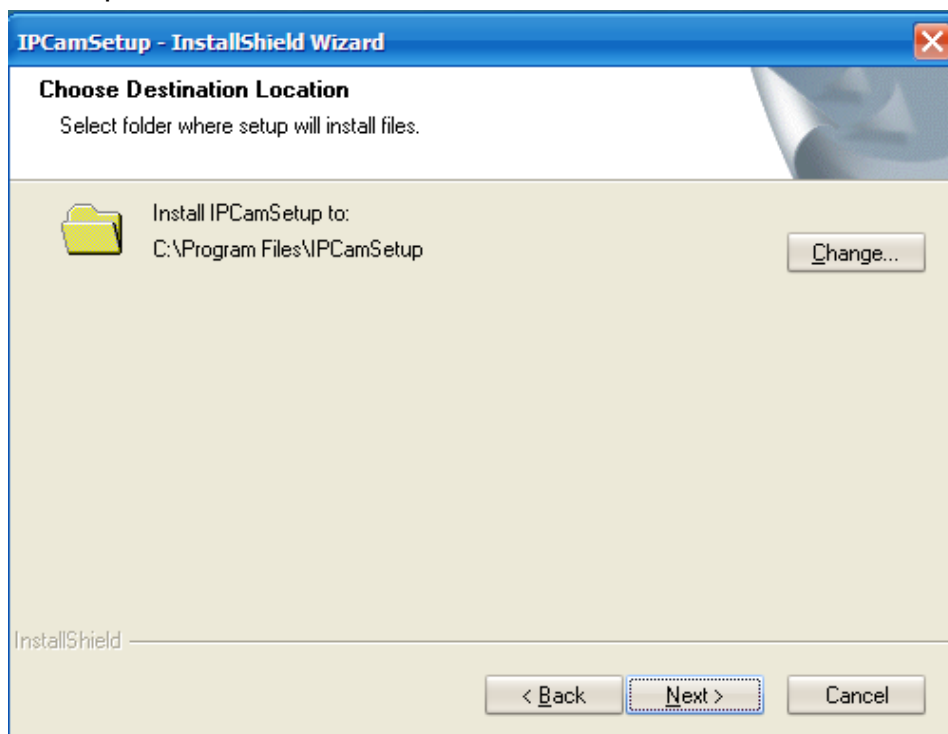 IPCamSetup - InstallShield Wizard
Choose Destination Location
Select folder where setup will install files.
Install IPCamSetup to:
C:\Program Files\IPCamSetup
Change...
InstallShield
< Back Next > Cancel